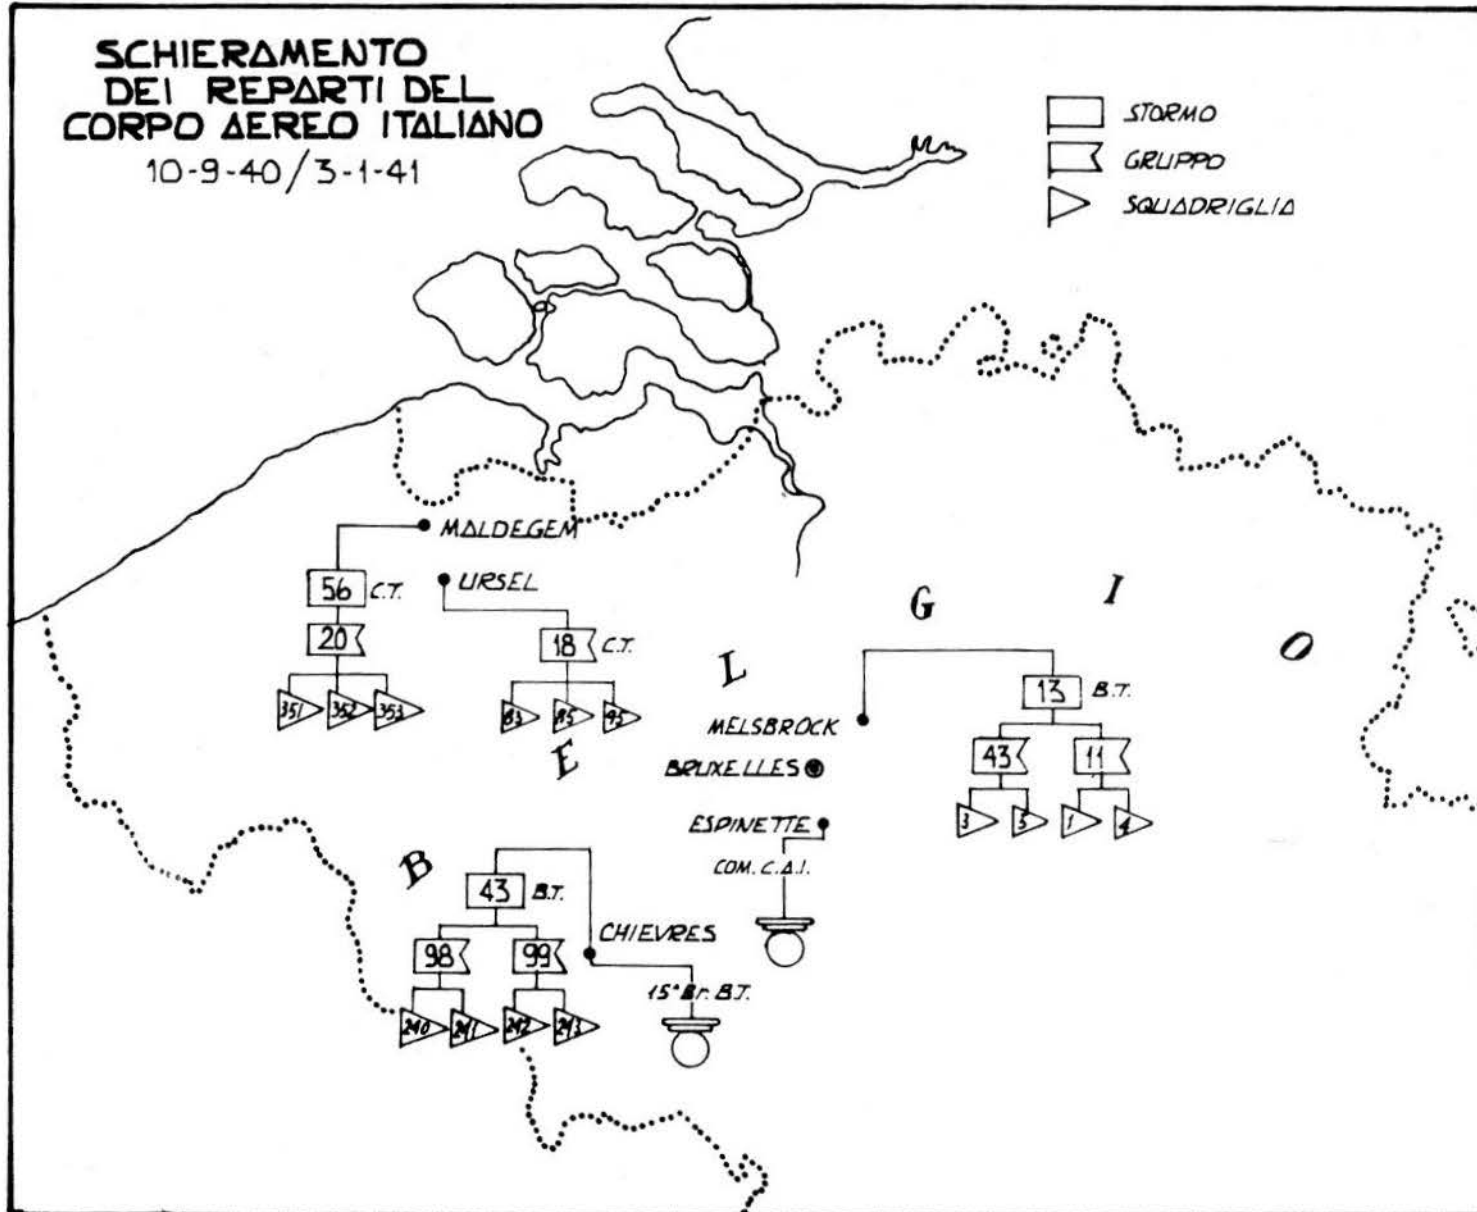 SCHIERAMENTO
DEI REPARTI DEL
CORPO AEREO ITALIANO
10-9-40/3-1-41
STORMO
GRUPPO
SQUADRIGLIA
MALDEGEM
56 C.T.
20
351 352 353
URSEL
18 C.T.
83 85 95
B E L G I O
MELSBROCK
13 B.T.
43 11
3 5 1 4
BRUXELLES
ESPINETTE
COM. C.A.I.
43 B.T.
98 99
240 241 242 243
CHIEVRES
15ª Br. B.T.